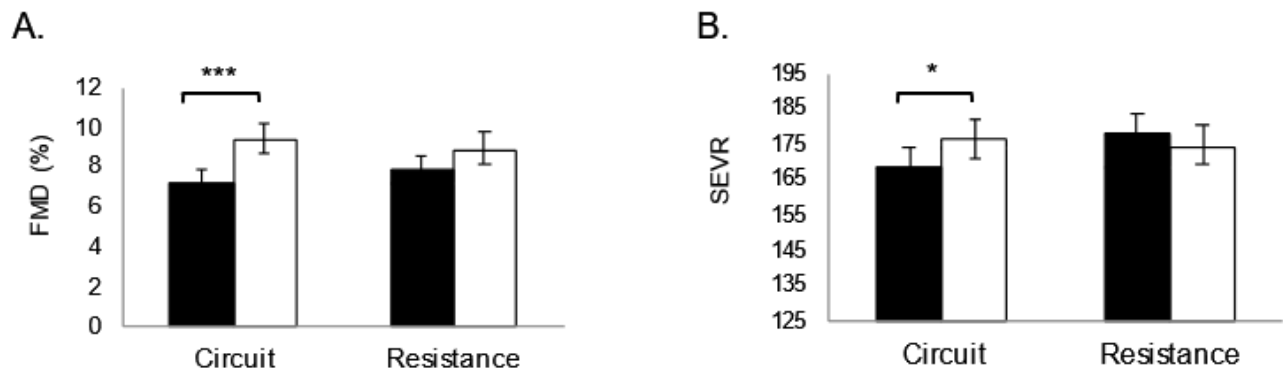 A.
***
12
10
8
6
4
2
0
FMD (%)
Circuit
Resistance
B.
*
195
185
175
165
155
145
135
125
SEVR
Circuit
Resistance